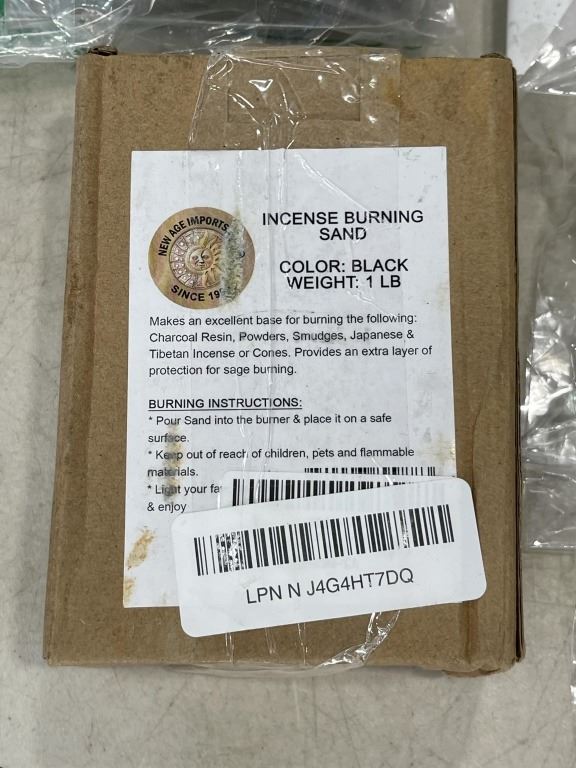 NEW AGE IMPORTS
SINCE
INCENSE BURNING
SAND
COLOR: BLACK
WEIGHT: 1 LB
Makes an excellent base for burning the following:
Charcoal Resin, Powders, Smudges, Japanese &
Tibetan Incense or Cones. Provides an extra layer of
protection for sage burning.
BURNING INSTRUCTIONS:
* Pour Sand into the burner & place it on a safe
surface.
* Keep out of reach of children, pets and flammable
materials.
* Light your
& enjoy
LPN N J4G4HT7DQ